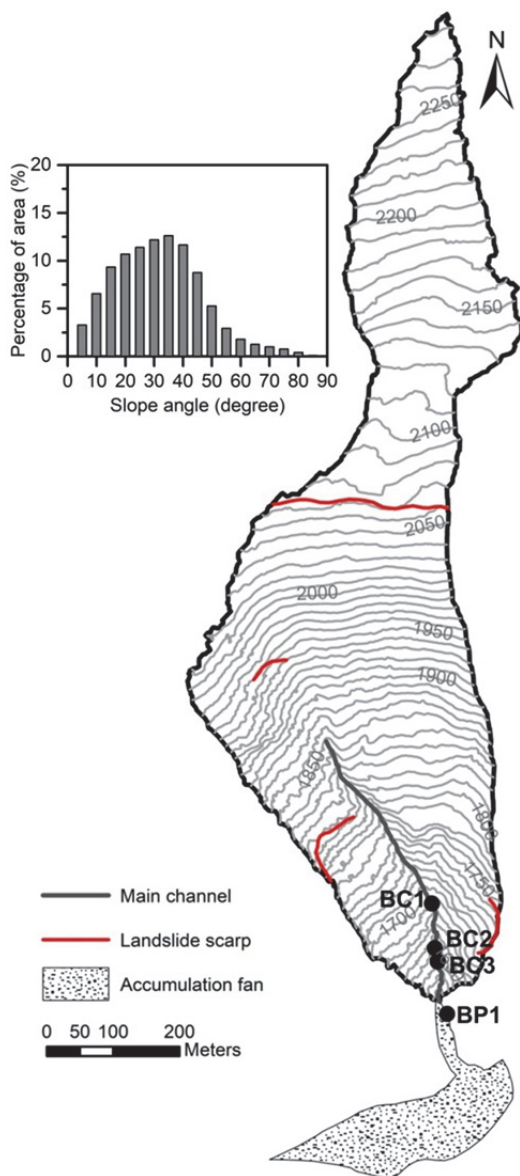 N
2250
2200
2150
2100
2050
2000
1950
1900
1850
1800
1750
1700
Percentage of area (%)
20
15
10
5
0
0 10 20 30 40 50 60 70 80 90
Slope angle (degree)
BC1
BC2
BC3
BP1
Main channel
Landslide scarp
Accumulation fan
0 50 100 200
Meters